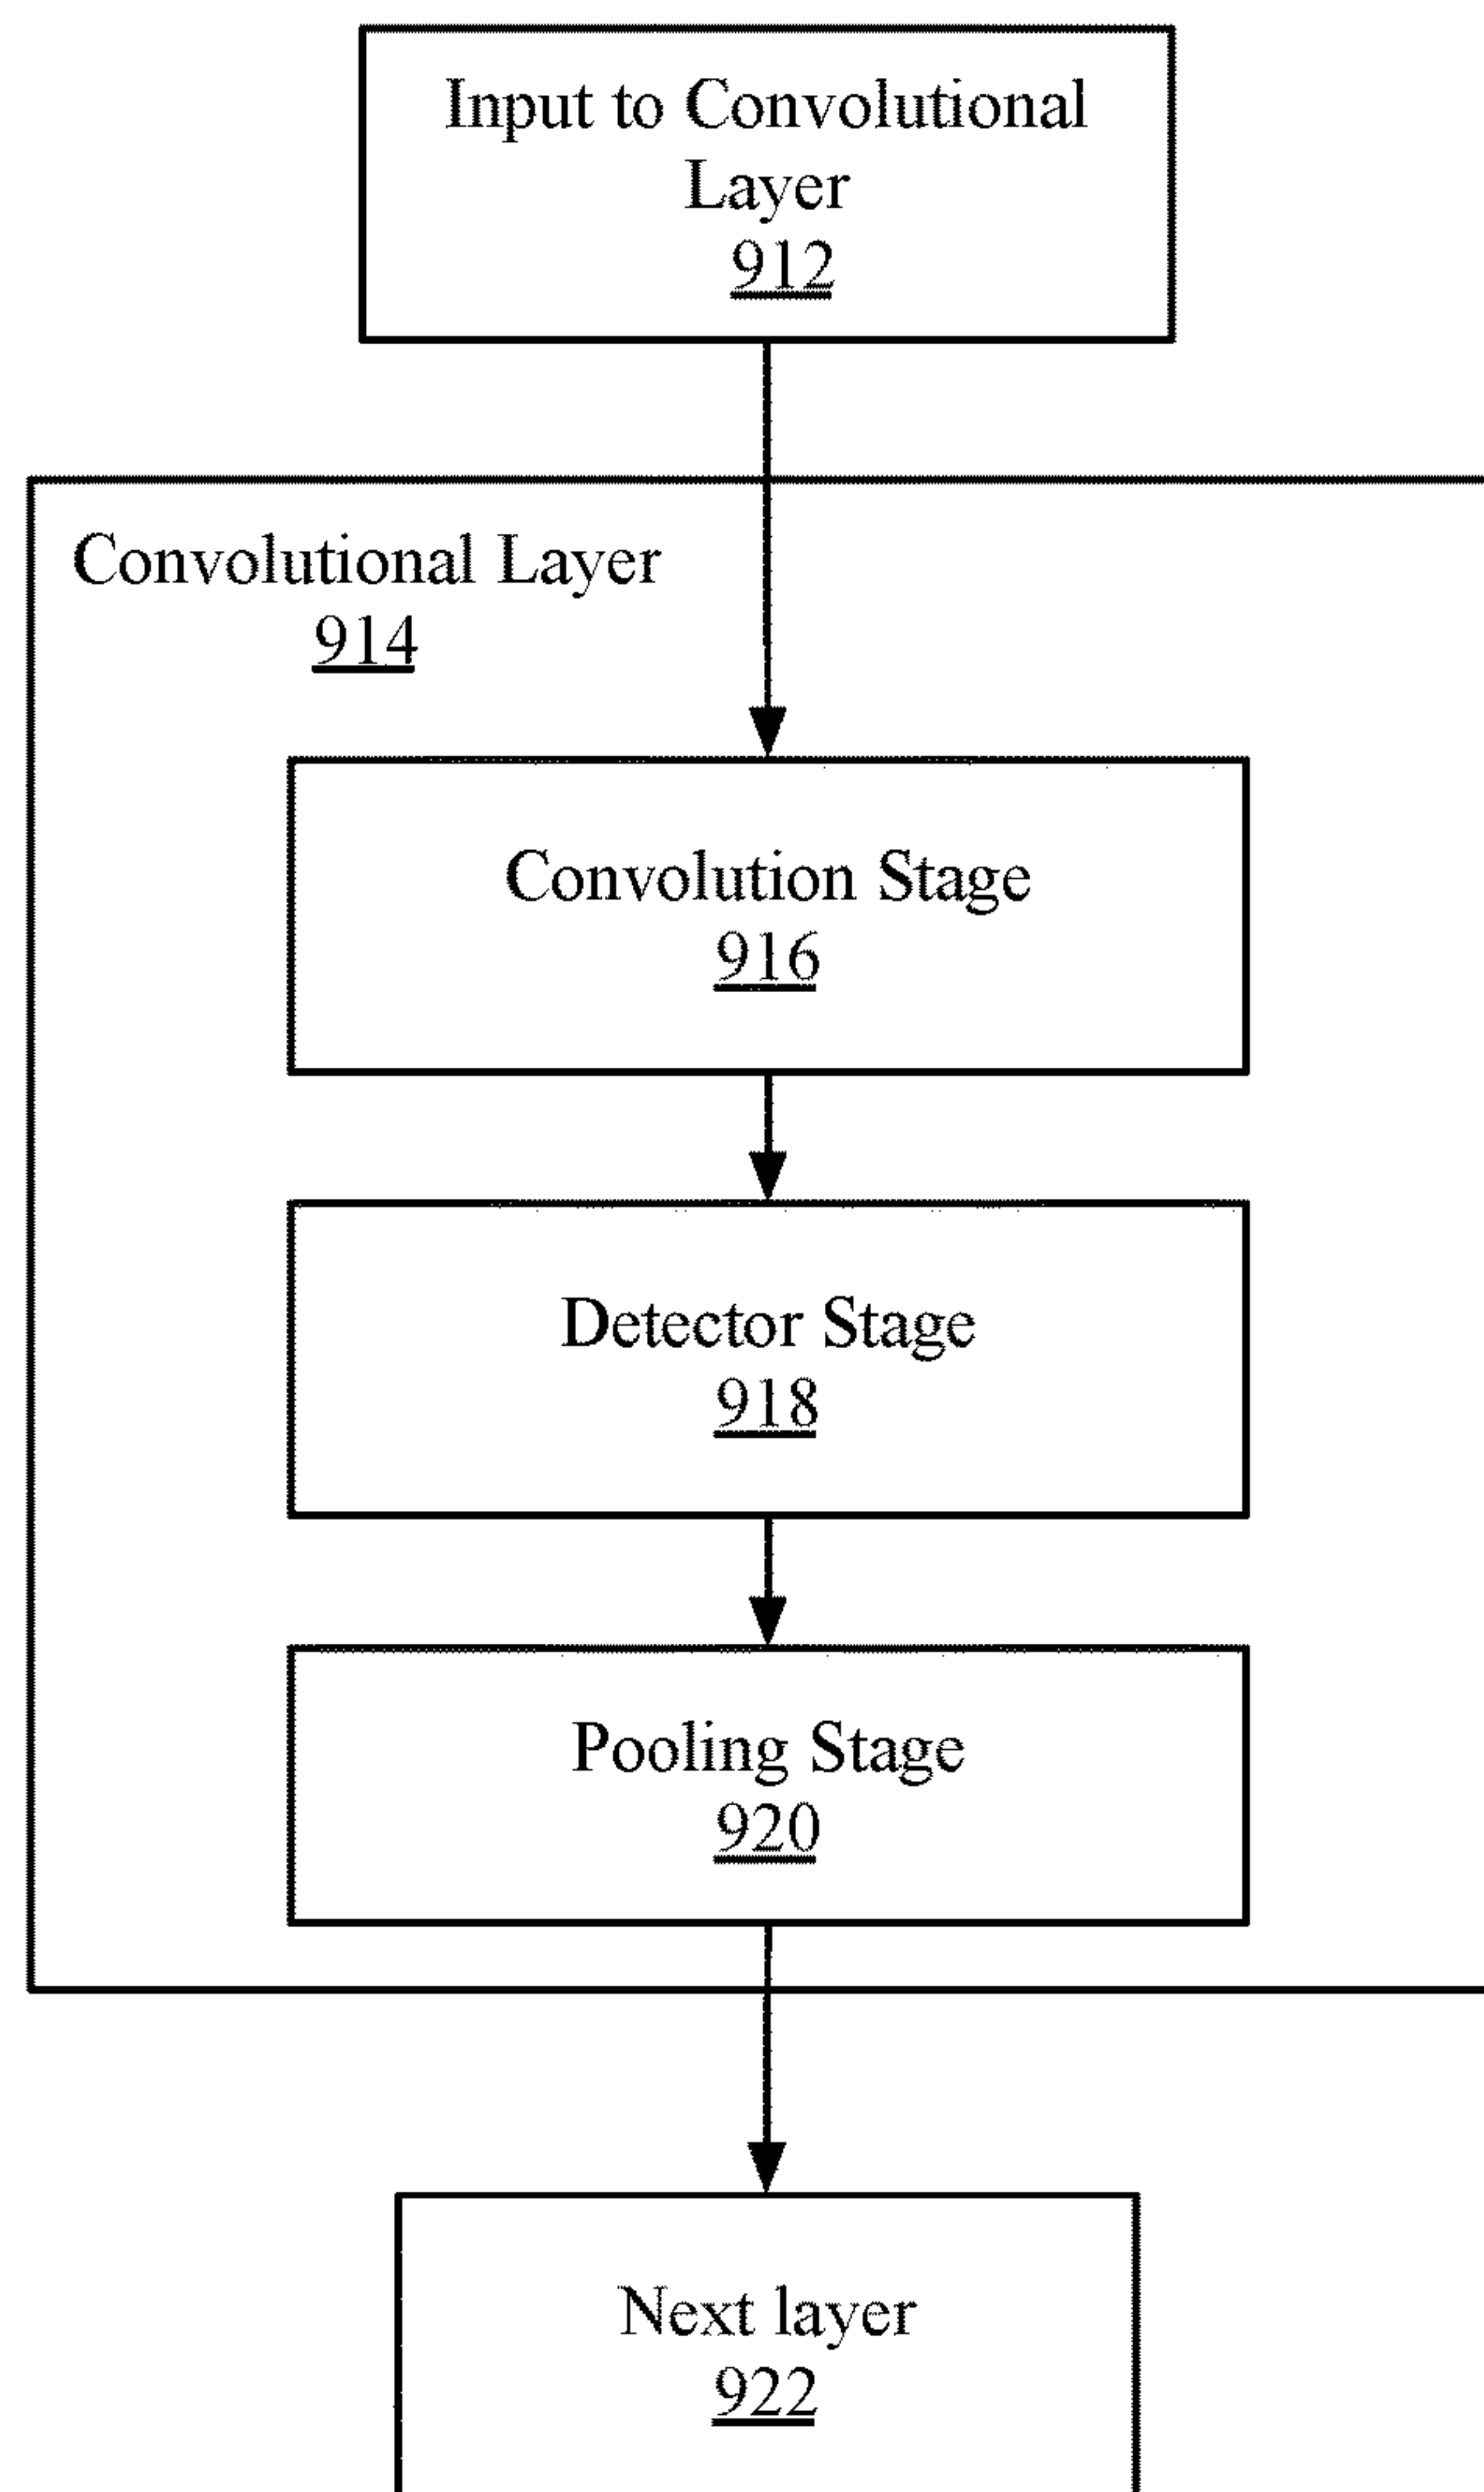 Input to Convolutional
Layer
912
Convolutional Layer
914
Convolution Stage
916
Detector Stage
918
Pooling Stage
920
Next layer
922